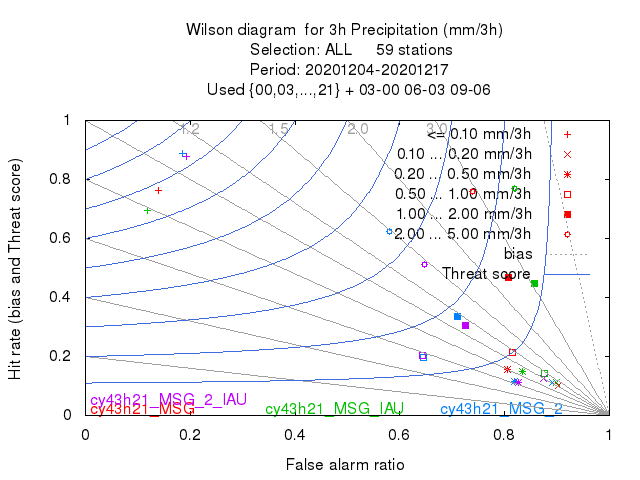 Wilson diagram  for 3h Precipitation (mm/3h)
Selection: ALL     59 stations
Period: 20201204-20201217
Used {00,03,...,21} + 03-00 06-03 09-06
1.2 1.5 2.0 3.0
<= 0.10 mm/3h
0.10 ... 0.20 mm/3h
0.20 ... 0.50 mm/3h
0.50 ... 1.00 mm/3h
1.00 ... 2.00 mm/3h
2.00 ... 5.00 mm/3h
bias
Threat score
1
0.8
0.6
0.4
0.2
0
Hit rate (bias and Threat score)
cy43h21_MSG_2_IAU
cy43h21_MSG cy43h21_MSG_IAU cy43h21_MSG_2
0 0.2 0.4 0.6 0.8 1
False alarm ratio